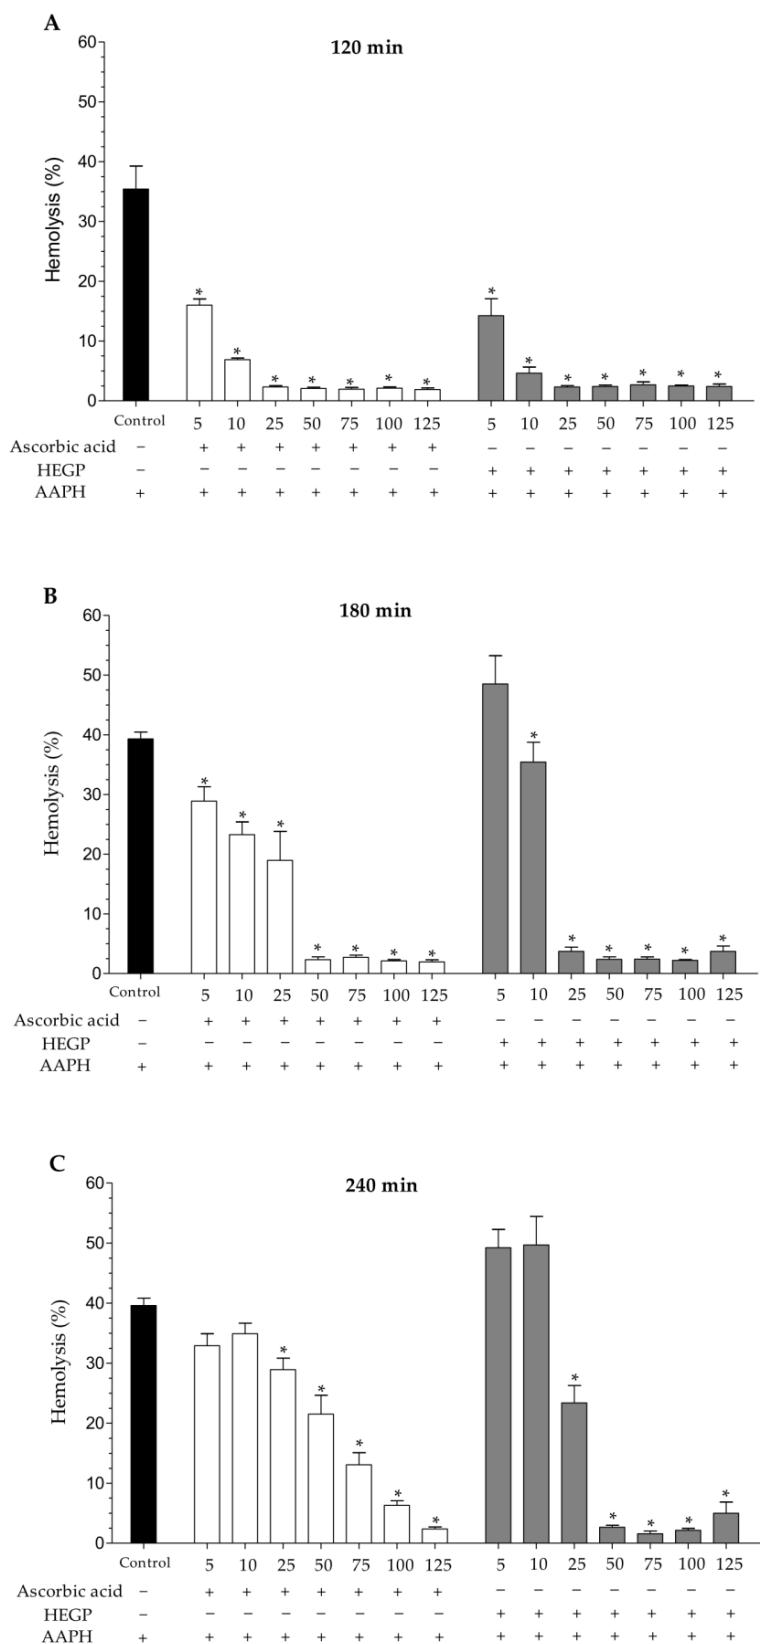 A
120 min
Hemolysis (%)
60
50
40
30
20
10
0
Control 5 10 25 50 75 100 125 5 10 25 50 75 100 125
* * * * * * * * * * * * * *
Ascorbic acid – + + + + + + + – – – – – – –
HEGP – – – – – – – – + + + + + + +
AAPH + + + + + + + + + + + + + + +
B
180 min
Hemolysis (%)
60
50
40
30
20
10
0
* * * * * * * * * * * * *
Control 5 10 25 50 75 100 125 5 10 25 50 75 100 125
Ascorbic acid – + + + + + + + – – – – – – –
HEGP – – – – – – – – + + + + + + +
AAPH + + + + + + + + + + + + + + +
C
240 min
Hemolysis (%)
60
50
40
30
20
10
0
* * * * * * * * * *
Control 5 10 25 50 75 100 125 5 10 25 50 75 100 125
Ascorbic acid – + + + + + + + – – – – – – –
HEGP – – – – – – – – + + + + + + +
AAPH + + + + + + + + + + + + + + +